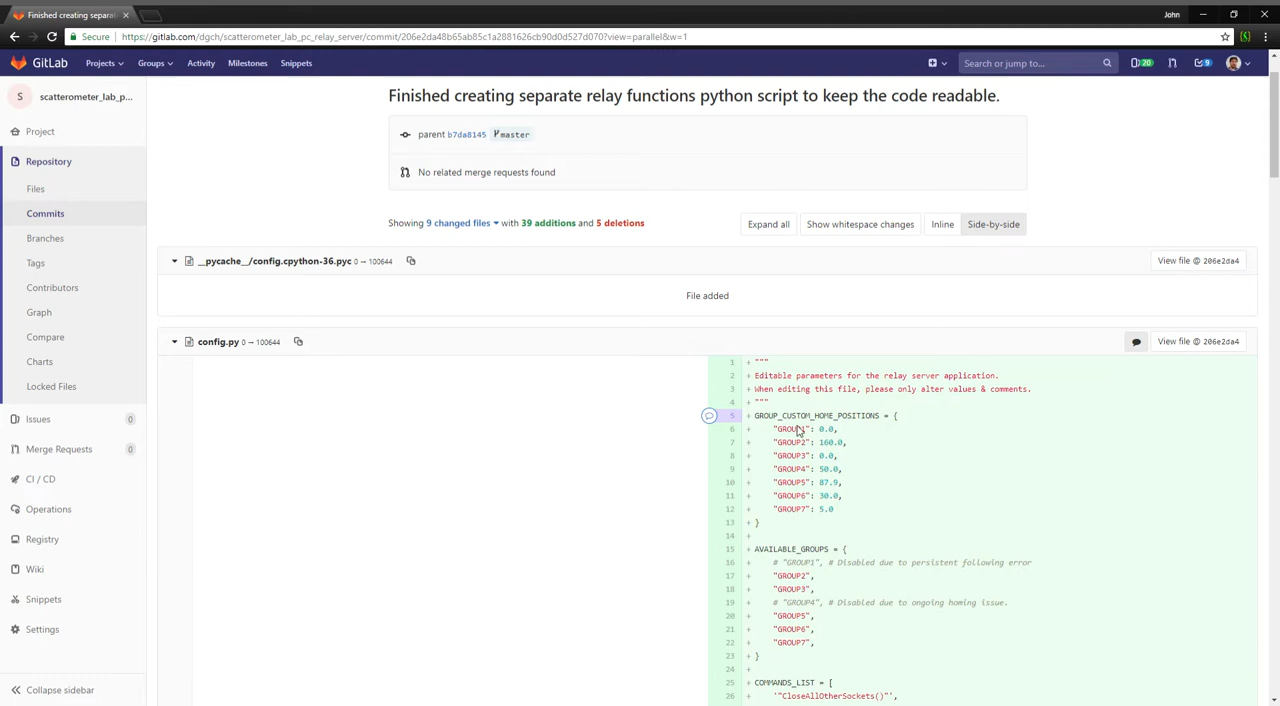 Finished creating separa
John
Secure
https://gitlab.com/dgch/scatterometer_lab_pc_relay_server/commit/206e2da48b65ab85c1a2881626cb90d0d527d070?view=parallel&w=1
GitLab Projects Groups Activity Milestones Snippets Search or jump to... 20 9
S scatterometer_lab_p...
Project
Repository
Files
Commits
Branches
Tags
Contributors
Graph
Compare
Charts
Locked Files
Issues 0
Merge Requests 0
CI / CD
Operations
Registry
Wiki
Snippets
Settings
Collapse sidebar
Finished creating separate relay functions python script to keep the code readable.
parent b7da8145 master
No related merge requests found
Showing 9 changed files with 39 additions and 5 deletions Expand all Show whitespace changes Inline Side-by-side
__pycache__/config.cpython-36.pyc 0 → 100644 View file @ 206e2da4
File added
config.py 0 → 100644 View file @ 206e2da4
1 + """
2 + Editable parameters for the relay server application.
3 + When editing this file, please only alter values & comments.
4 + """
5 + GROUP_CUSTOM_HOME_POSITIONS = {
6 + "GROUP1": 0.0,
7 + "GROUP2": 160.0,
8 + "GROUP3": 0.0,
9 + "GROUP4": 50.0,
10 + "GROUP5": 87.9,
11 + "GROUP6": 30.0,
12 + "GROUP7": 5.0
13 + }
14 +
15 + AVAILABLE_GROUPS = {
16 + # "GROUP1", # Disabled due to persistent following error
17 + "GROUP2",
18 + "GROUP3",
19 + # "GROUP4", # Disabled due to ongoing homing issue.
20 + "GROUP5",
21 + "GROUP6",
22 + "GROUP7",
23 + }
24 +
25 + COMMANDS_LIST = [
26 + '"CloseAllOtherSockets()"',